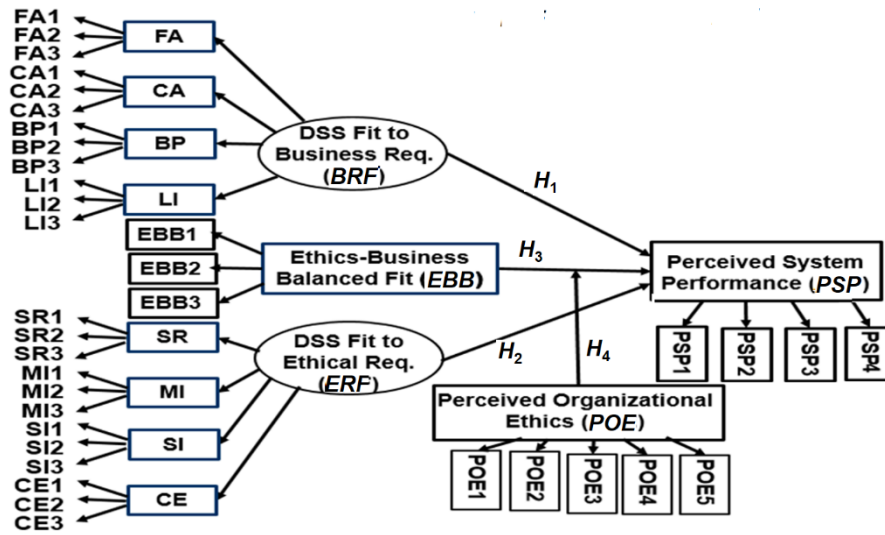 FA1
FA2
FA3
FA
CA1
CA2
CA3
CA
BP1
BP2
BP3
BP
LI1
LI2
LI3
LI
DSS Fit to
Business Req.
(BRF)
H1
EBB1
EBB2
EBB3
Ethics-Business
Balanced Fit (EBB)
H3
Perceived System
Performance (PSP)
PSP1
PSP2
PSP3
PSP4
SR1
SR2
SR3
SR
MI1
MI2
MI3
MI
SI1
SI2
SI3
SI
CE1
CE2
CE3
CE
DSS Fit to
Ethical Req.
(ERF)
H2
H4
Perceived Organizational
Ethics (POE)
POE1
POE2
POE3
POE4
POE5